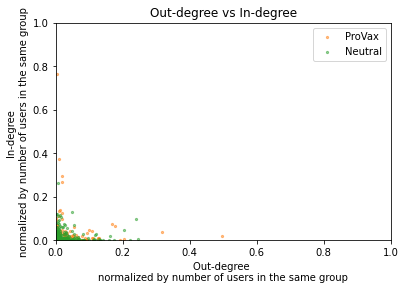 Out-degree vs In-degree
ProVax
Neutral
In-degree
normalized by number of users in the same group
1.0
0.8
0.6
0.4
0.2
0.0
0.0 0.2 0.4 0.6 0.8 1.0
Out-degree
normalized by number of users in the same group